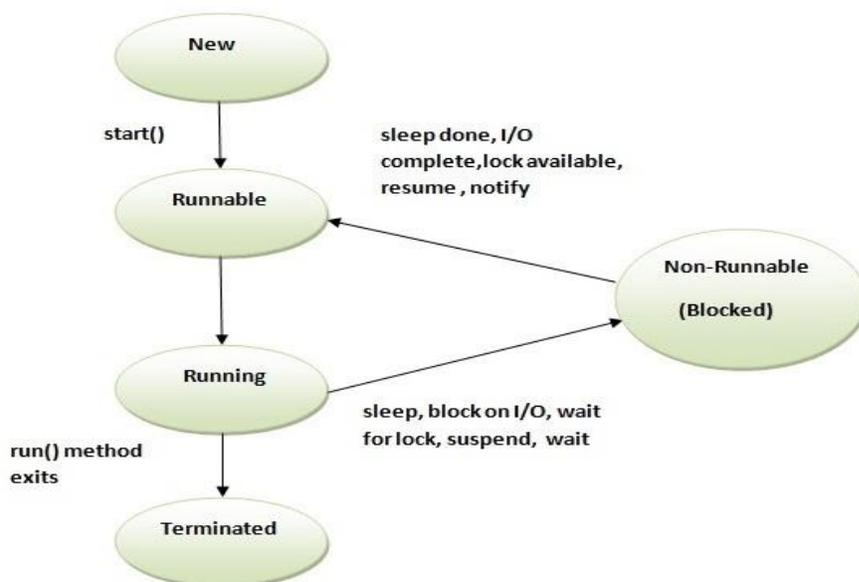 New
start()
sleep done, I/O
complete,lock available,
resume , notify
Runnable
Non-Runnable
(Blocked)
Running
sleep, block on I/O, wait
for lock, suspend,  wait
run() method
exits
Terminated